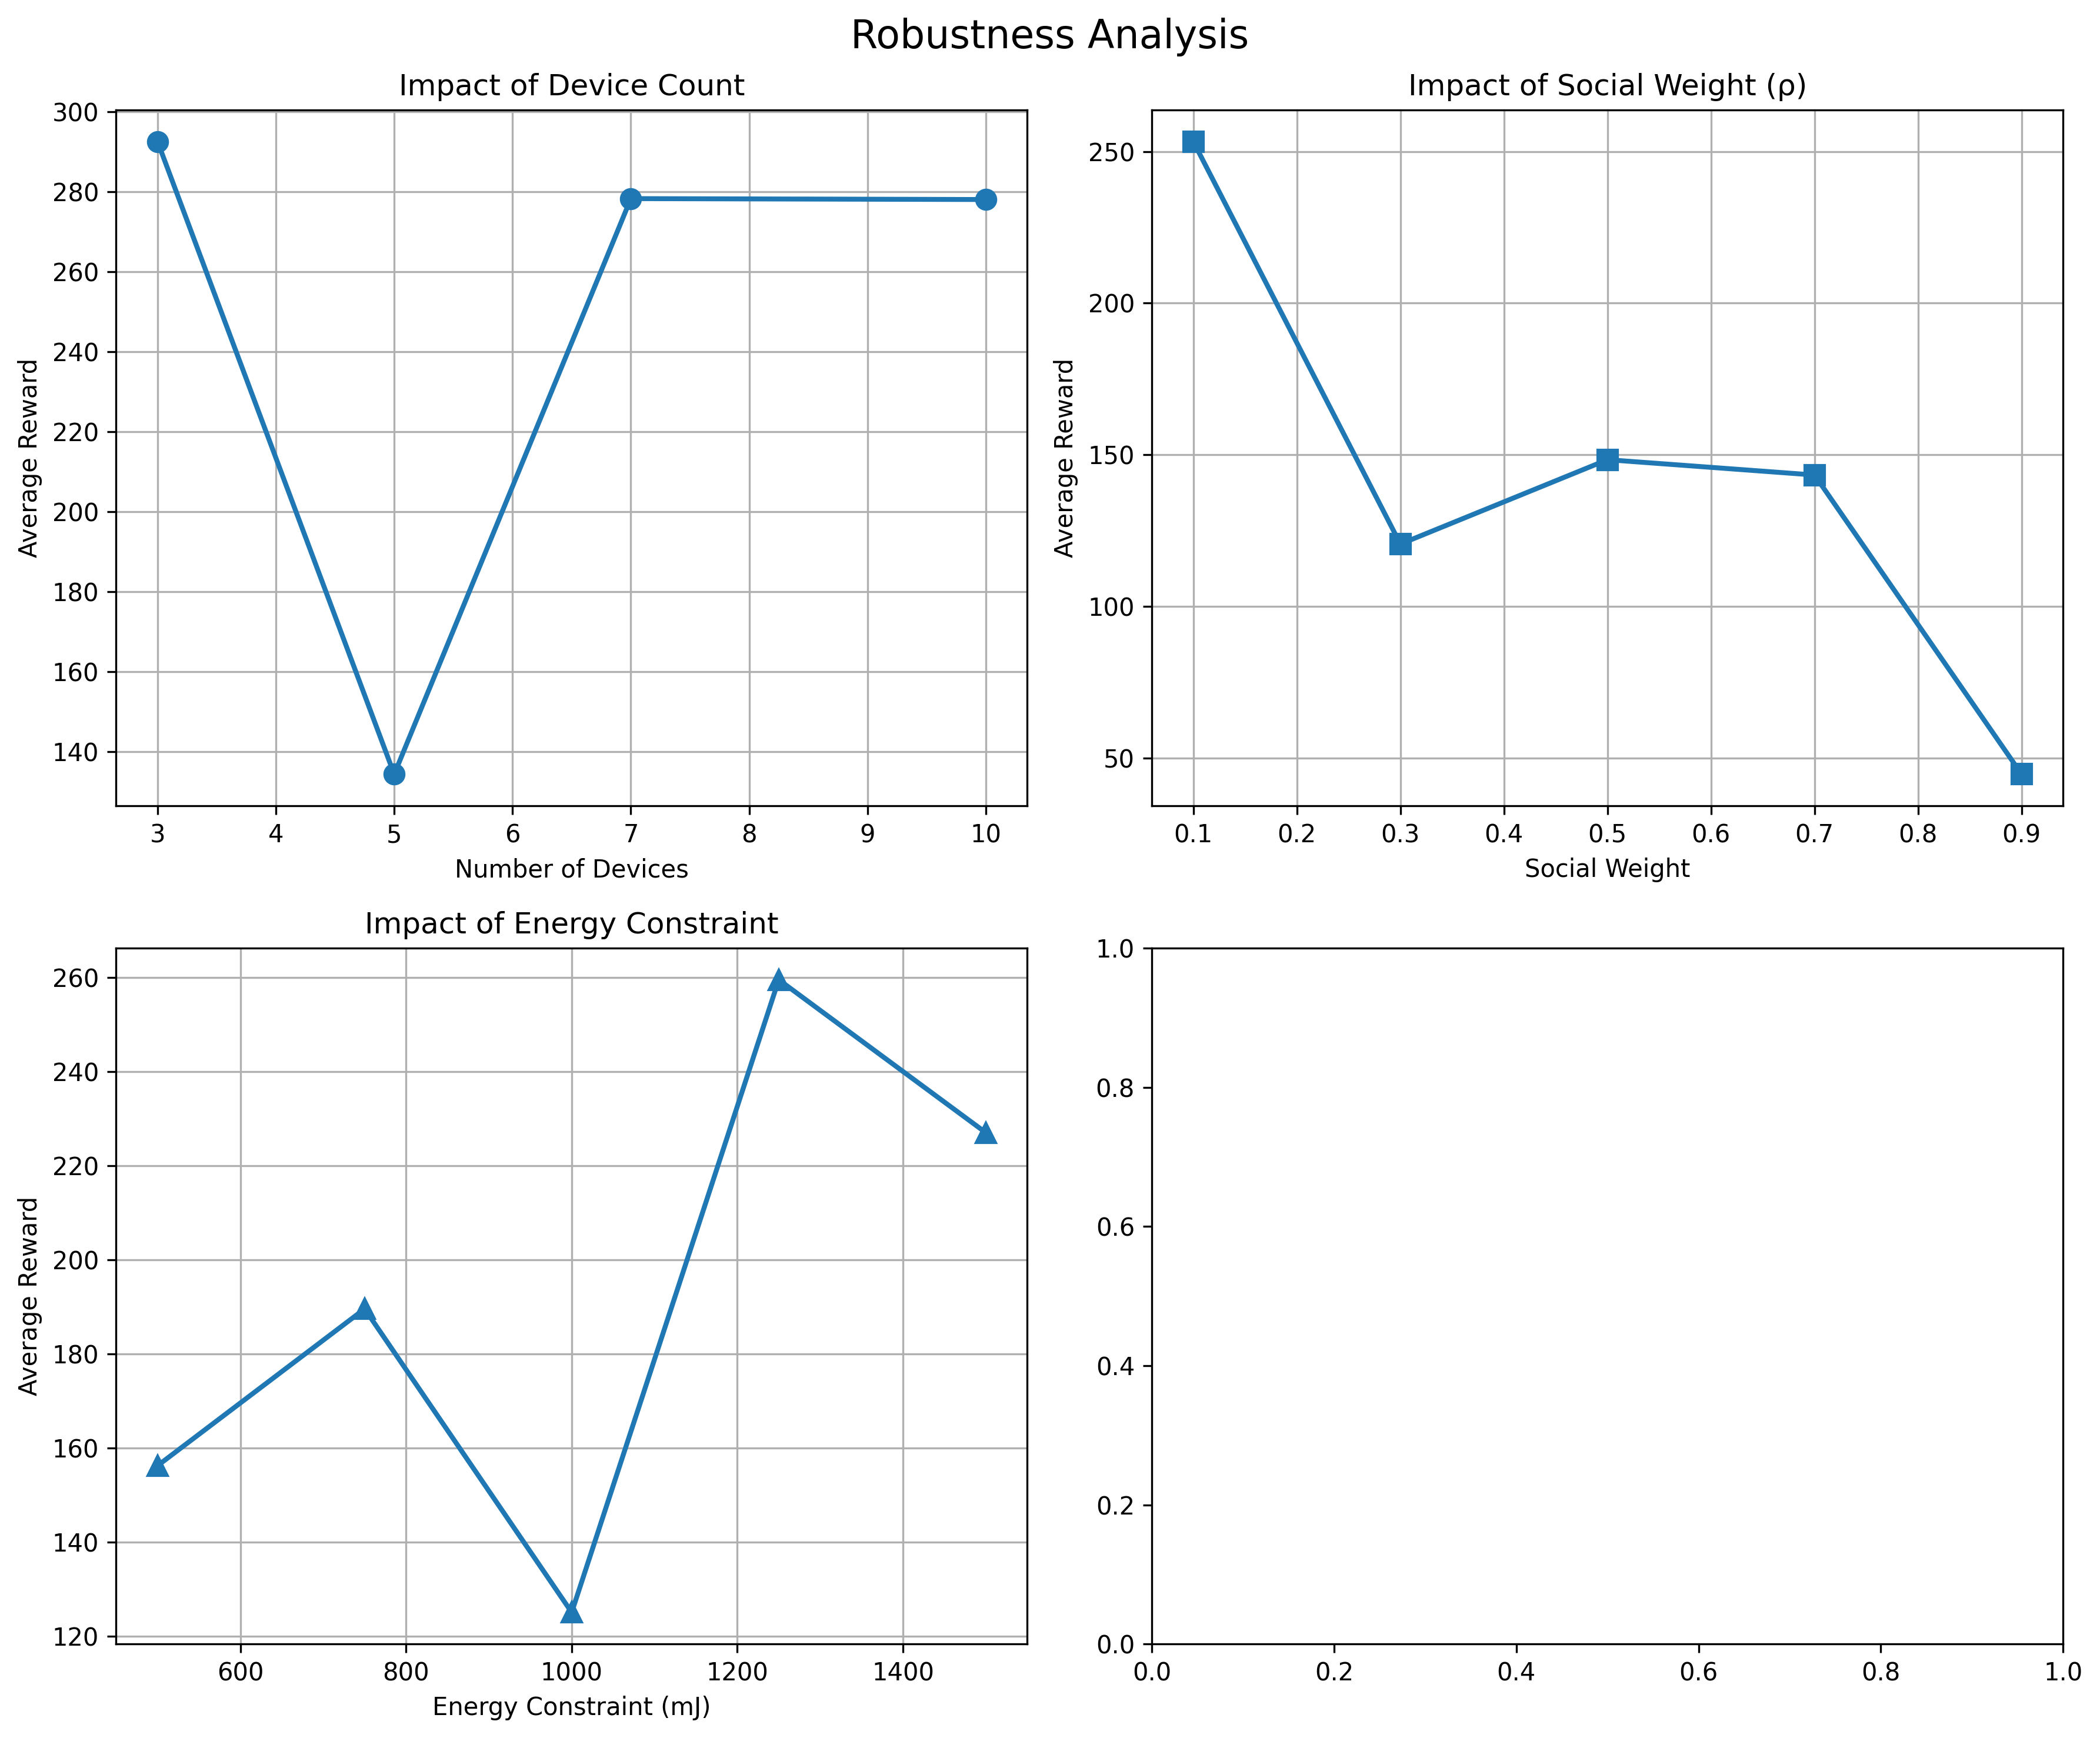 Robustness Analysis
Impact of Device Count
300
280
260
240
220
200
180
160
140
Average Reward
3 4 5 6 7 8 9 10
Number of Devices
Impact of Social Weight (ρ)
250
200
150
100
50
Average Reward
0.1 0.2 0.3 0.4 0.5 0.6 0.7 0.8 0.9
Social Weight
Impact of Energy Constraint
260
240
220
200
180
160
140
120
Average Reward
600 800 1000 1200 1400
Energy Constraint (mJ)
1.0
0.8
0.6
0.4
0.2
0.0
0.0 0.2 0.4 0.6 0.8 1.0